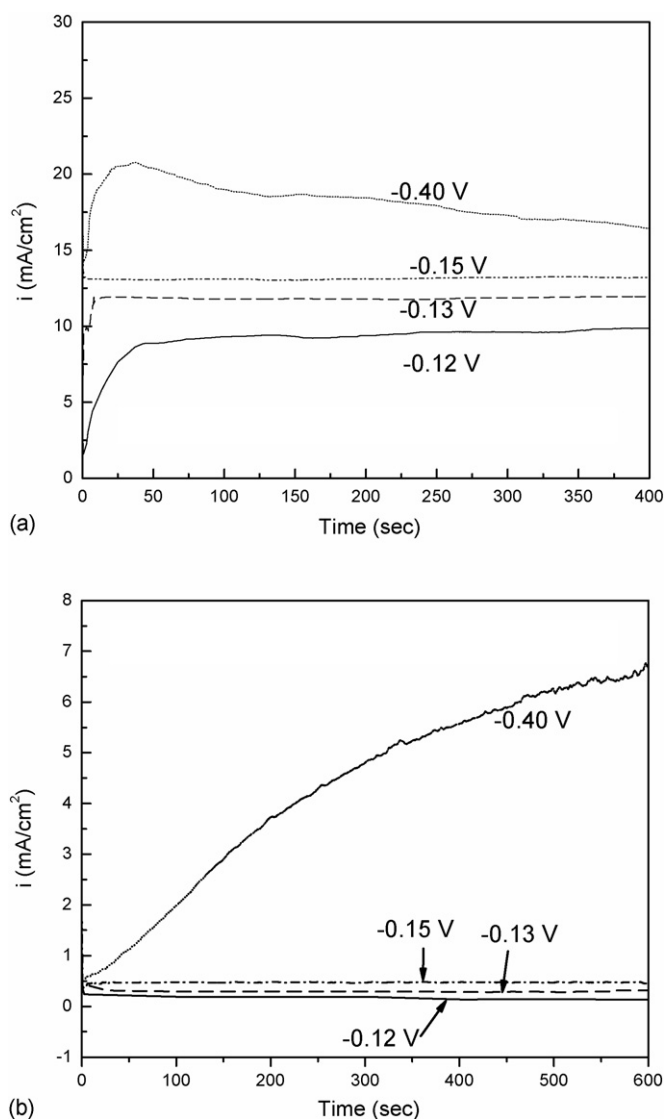 30
25
20
15
10
5
0
i (mA/cm²)
-0.40 V
-0.15 V
-0.13 V
-0.12 V
0 50 100 150 200 250 300 350 400
Time (sec)
(a)
8
7
6
5
4
3
2
1
0
-1
i (mA/cm²)
-0.40 V
-0.15 V
-0.13 V
-0.12 V
0 100 200 300 400 500 600
Time (sec)
(b)